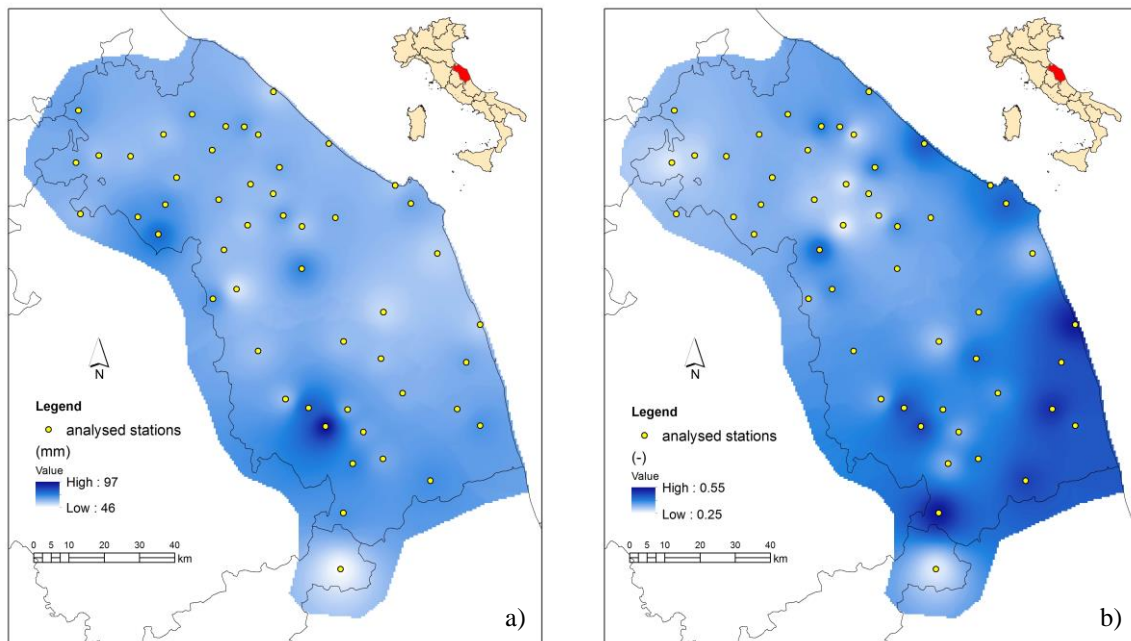 N
Legend
analysed stations
(mm)
Value
High : 97
Low : 46
0 5 10 20 30 40
km
a)
N
Legend
analysed stations
(-)
Value
High : 0.55
Low : 0.25
0 5 10 20 30 40
km
b)